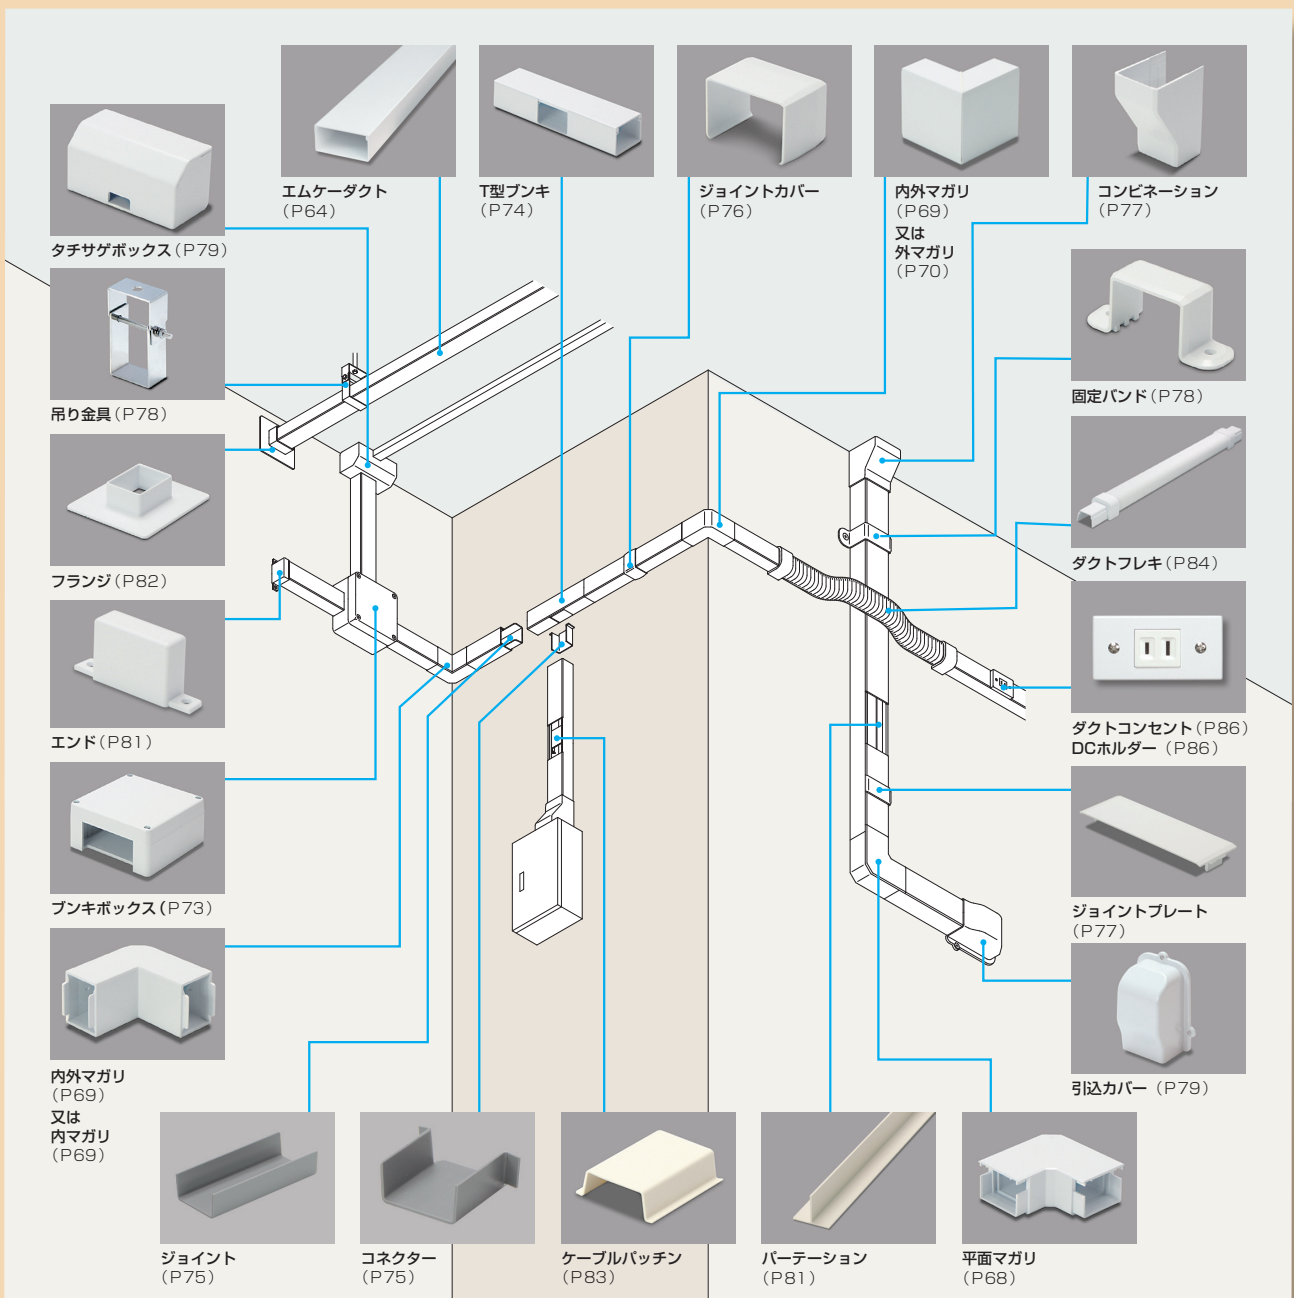 エムケーダクト
(P64)
T型ブンキ
(P74)
ジョイントカバー
(P76)
内外マガリ
(P69)
又は
外マガリ
(P70)
コンビネーション
(P77)
タチサゲボックス(P79)
吊り金具(P78)
フランジ(P82)
エンド(P81)
ブンキボックス(P73)
内外マガリ
(P69)
又は
内マガリ
(P69)
固定バンド(P78)
ダクトフレキ(P84)
ダクトコンセント(P86)
DCホルダー (P86)
ジョイントプレート
(P77)
引込カバー (P79)
ジョイント
(P75)
コネクター
(P75)
ケーブルパッチン
(P83)
パーテーション
(P81)
平面マガリ
(P68)